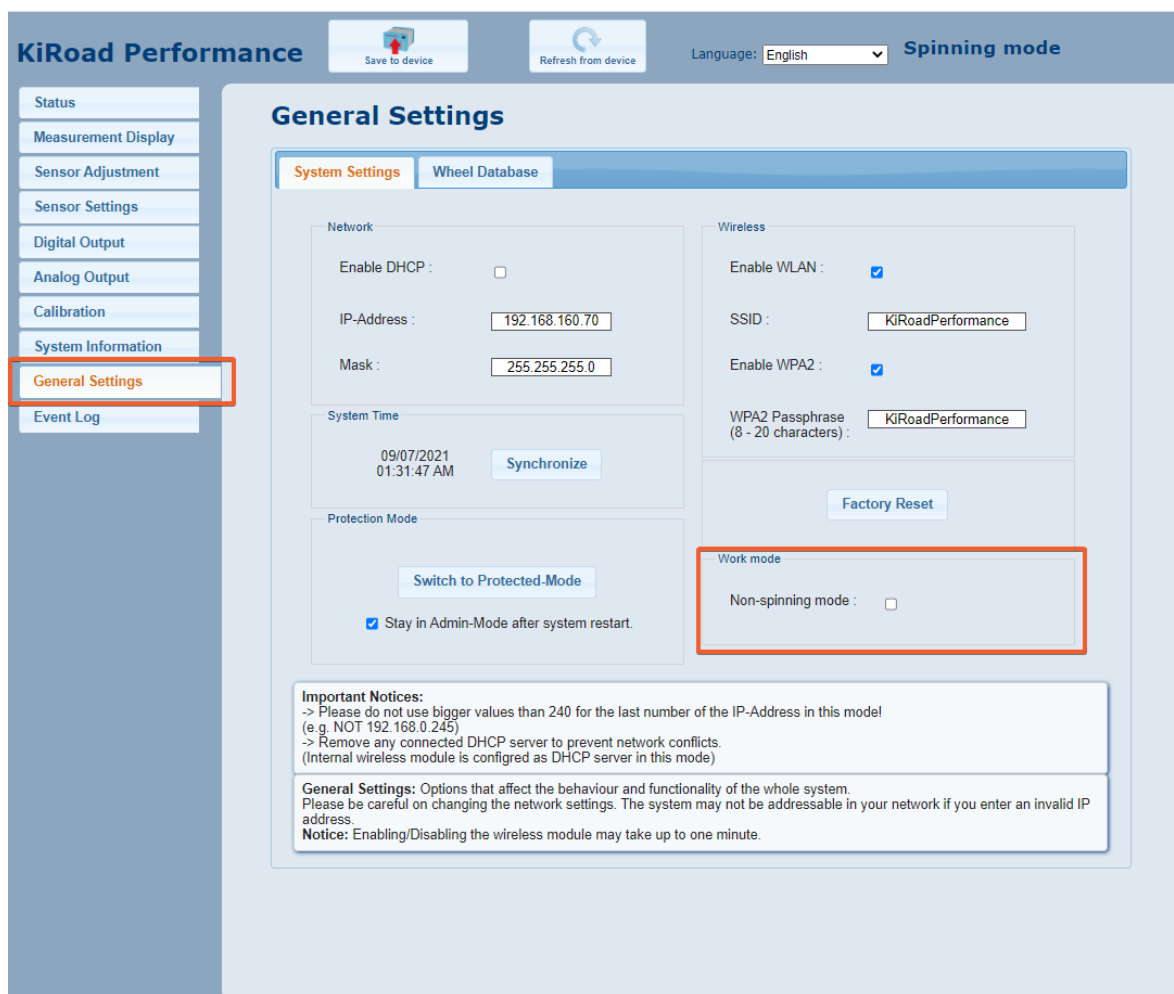 KiRoad Performance
Save to device
Refresh from device
Language: English
Spinning mode
Status
Measurement Display
Sensor Adjustment
Sensor Settings
Digital Output
Analog Output
Calibration
System Information
General Settings
Event Log
General Settings
System Settings
Wheel Database
Network
Enable DHCP :
IP-Address : 192.168.160.70
Mask : 255.255.255.0
System Time
09/07/2021
01:31:47 AM
Synchronize
Protection Mode
Switch to Protected-Mode
Stay in Admin-Mode after system restart.
Wireless
Enable WLAN :
SSID : KiRoadPerformance
Enable WPA2 :
WPA2 Passphrase
(8 - 20 characters) : KiRoadPerformance
Factory Reset
Work mode
Non-spinning mode :
Important Notices:
-> Please do not use bigger values than 240 for the last number of the IP-Address in this mode!
(e.g. NOT 192.168.0.245)
-> Remove any connected DHCP server to prevent network conflicts.
(Internal wireless module is configred as DHCP server in this mode)
General Settings: Options that affect the behaviour and functionality of the whole system.
Please be careful on changing the network settings. The system may not be addressable in your network if you enter an invalid IP
address.
Notice: Enabling/Disabling the wireless module may take up to one minute.